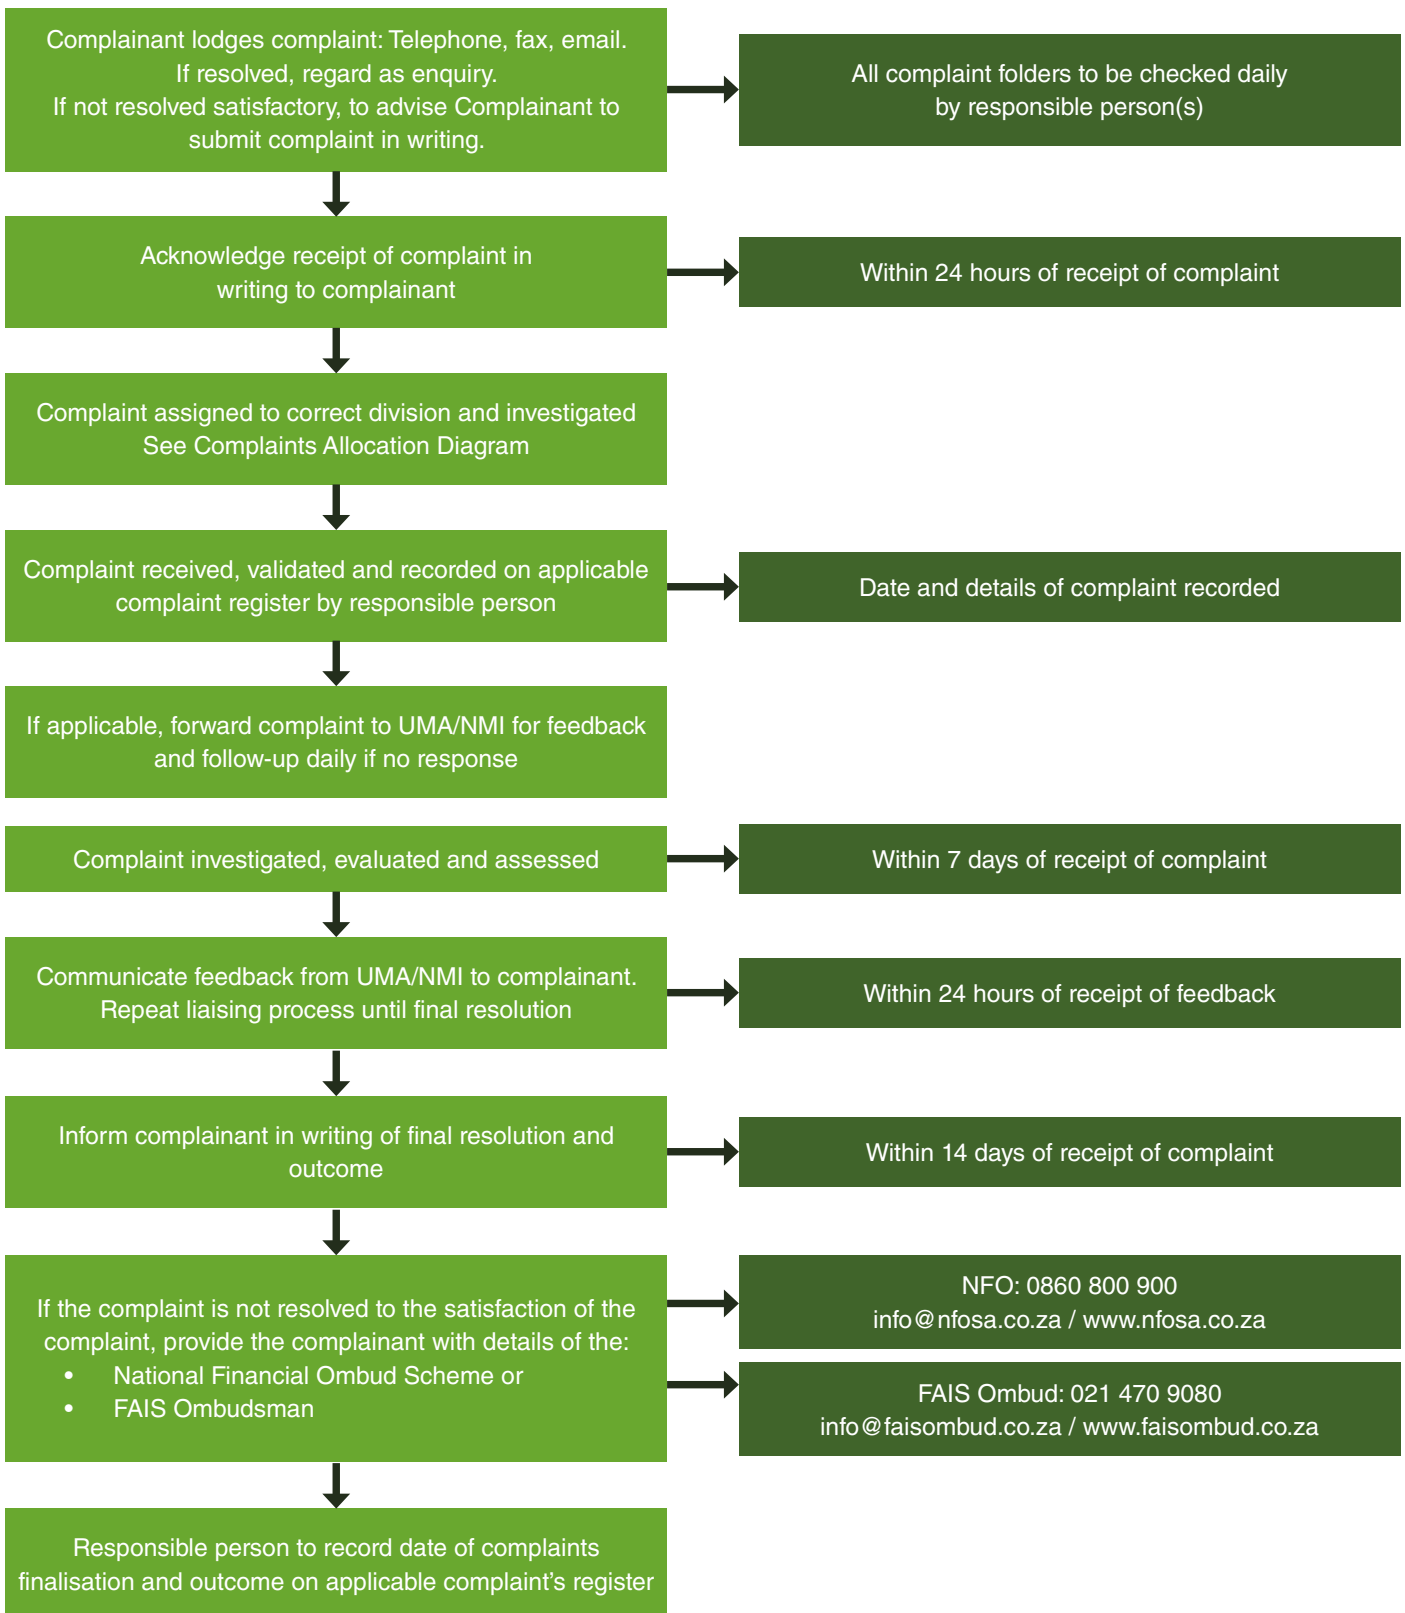 Complainant lodges complaint: Telephone, fax, email.
If resolved, regard as enquiry.
If not resolved satisfactory, to advise Complainant to
submit complaint in writing.
All complaint folders to be checked daily
by responsible person(s)
Acknowledge receipt of complaint in
writing to complainant
Within 24 hours of receipt of complaint
Complaint assigned to correct division and investigated
See Complaints Allocation Diagram
Complaint received, validated and recorded on applicable
complaint register by responsible person
Date and details of complaint recorded
If applicable, forward complaint to UMA/NMI for feedback
and follow-up daily if no response
Complaint investigated, evaluated and assessed
Within 7 days of receipt of complaint
Communicate feedback from UMA/NMI to complainant.
Repeat liaising process until final resolution
Within 24 hours of receipt of feedback
Inform complainant in writing of final resolution and
outcome
Within 14 days of receipt of complaint
If the complaint is not resolved to the satisfaction of the
complaint, provide the complainant with details of the:
• National Financial Ombud Scheme or
• FAIS Ombudsman
NFO: 0860 800 900
info@nfosa.co.za / www.nfosa.co.za
FAIS Ombud: 021 470 9080
info@faisombud.co.za / www.faisombud.co.za
Responsible person to record date of complaints
finalisation and outcome on applicable complaint's register